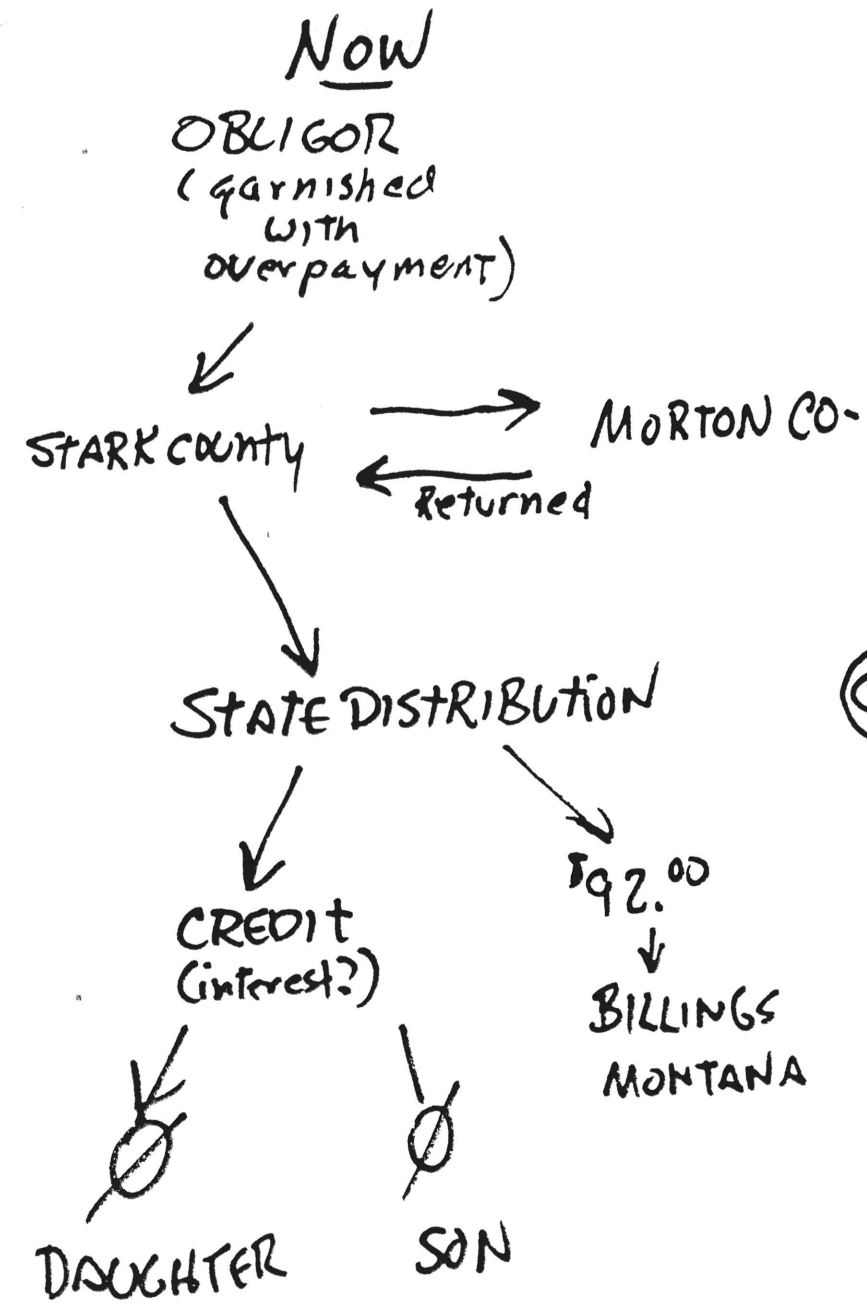 NOW
OBLIGOR
(garnished
with
overpayment)
STARK COUNTY
MORTON CO.
Returned
STATE DISTRIBUTION
$92.00
CREDIT
(interest?)
BILLINGS
MONTANA
Ø
Ø
DAUGHTER
SON